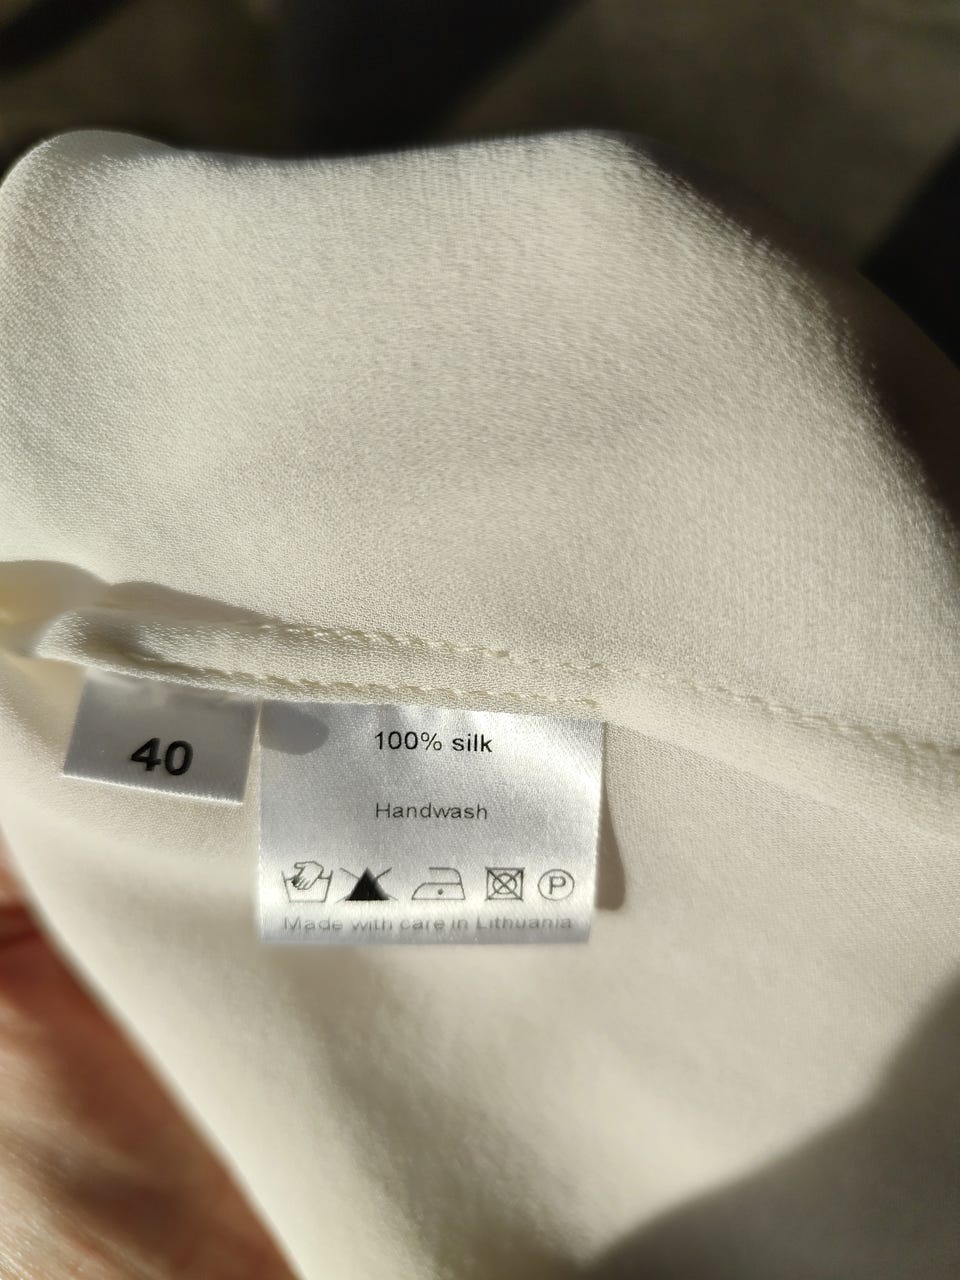 40
100% silk
Handwash
P
Made with care in Lithuania